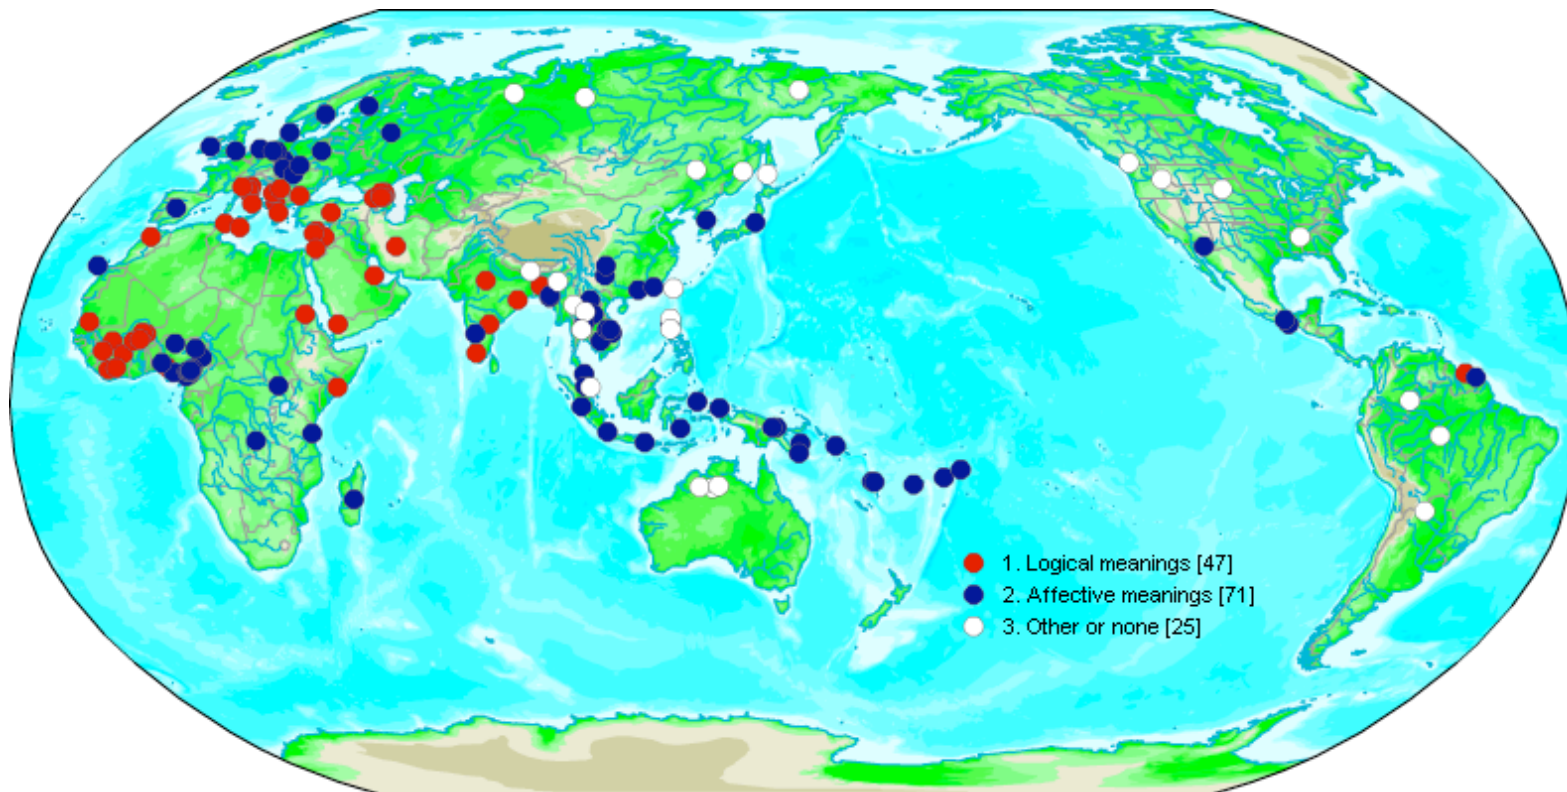 1. Logical meanings [47]
2. Affective meanings [71]
3. Other or none [25]